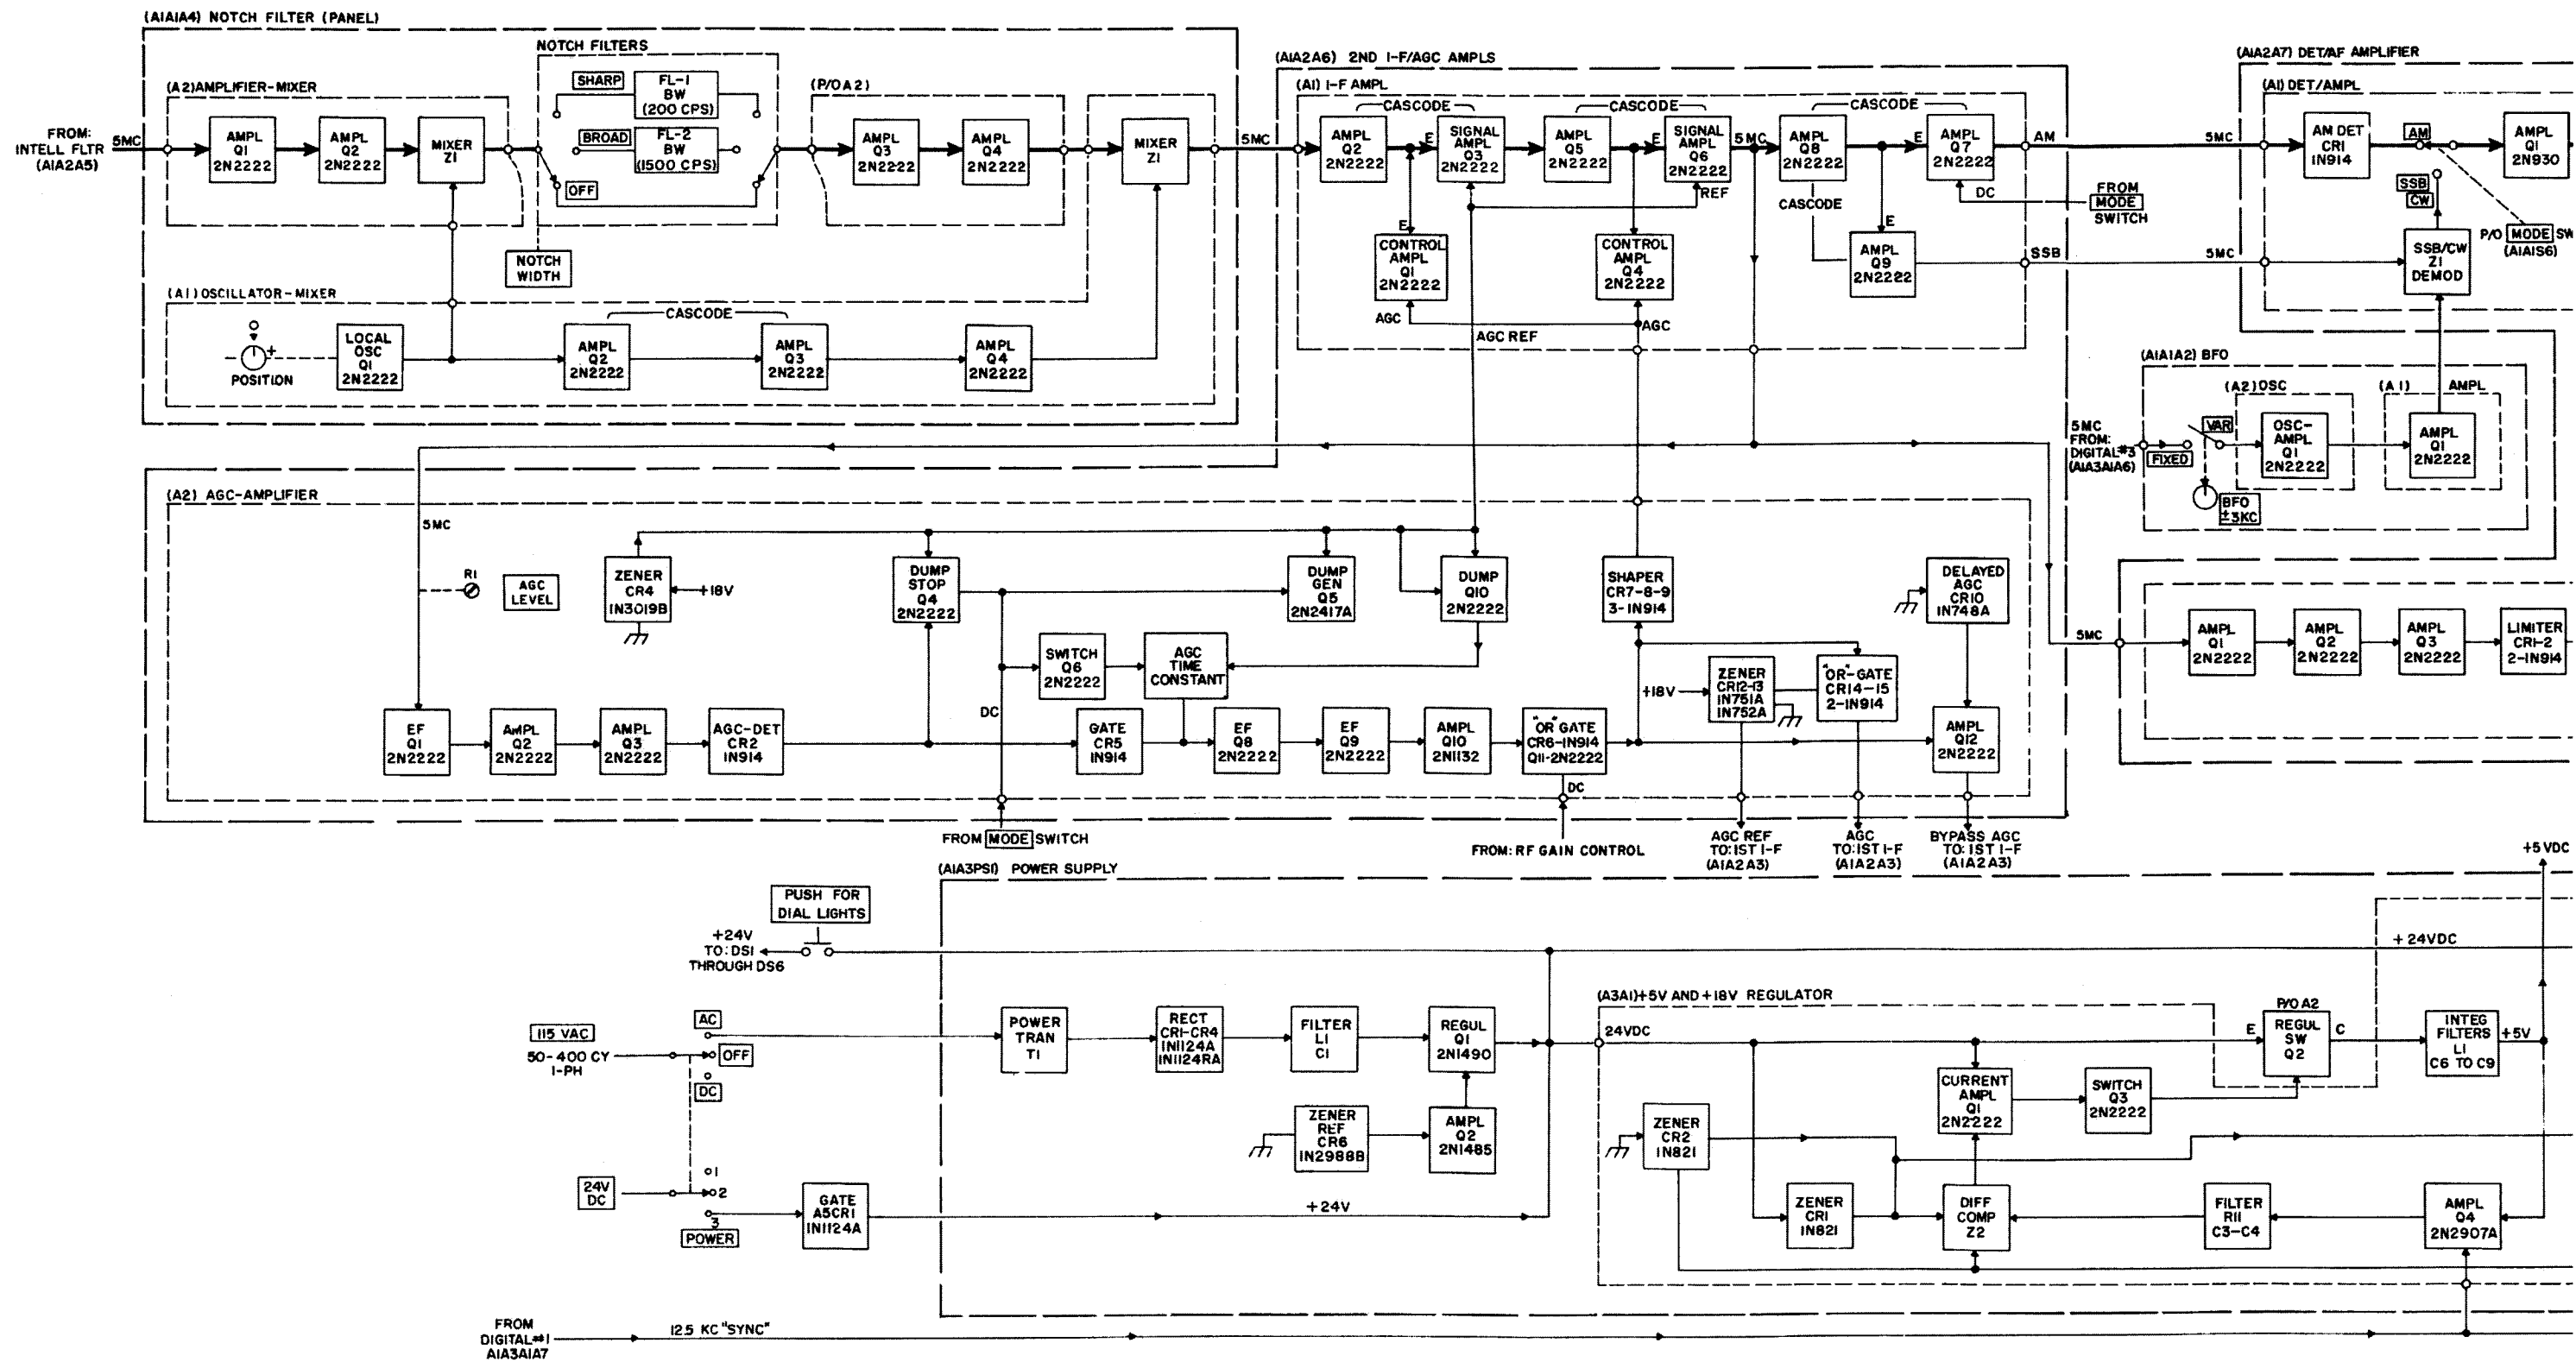 (A1A1A4) NOTCH FILTER (PANEL)
NOTCH FILTERS
(A2) AMPLIFIER-MIXER
SHARP
FL-1
BW
(200 CPS)
BROAD
FL-2
BW
(1500 CPS)
OFF
(P/O A2)
FROM:
INTELL FLTR
(A1A2A5)
5MC
AMPL
Q1
2N2222
AMPL
Q2
2N2222
MIXER
Z1
AMPL
Q3
2N2222
AMPL
Q4
2N2222
MIXER
Z1
5MC
NOTCH
WIDTH
(A1) OSCILLATOR-MIXER
POSITION
LOCAL
OSC
Q1
2N2222
CASCODE
AMPL
Q2
2N2222
AMPL
Q3
2N2222
AMPL
Q4
2N2222
(A1A2A6) 2ND I-F/AGC AMPLS
(A1) I-F AMPL
CASCODE
CASCODE
CASCODE
AMPL
Q2
2N2222
E
SIGNAL
AMPL
Q3
2N2222
AMPL
Q5
2N2222
E
SIGNAL
AMPL
Q6
2N2222
5MC
AMPL
Q8
2N2222
E
AMPL
Q7
2N2222
AM
REF
DC
FROM
MODE
SWITCH
CASCODE
E
CONTROL
AMPL
Q1
2N2222
CONTROL
AMPL
Q4
2N2222
E
AMPL
Q9
2N2222
SSB
AGC
AGC
AGC REF
(A1A2A7) DET/AF AMPLIFIER
(A1) DET/AMPL
5MC
AM DET
CR1
1N914
AM
AMPL
Q1
2N930
SSB
CW
P/O MODE SW
(A1A1S6)
5MC
SSB/CW
Z1
DEMOD
(A1A1A2) BFO
(A2) OSC
(A1) AMPL
5MC
FROM:
DIGITAL#3
(A1A3A1A6)
FIXED
VAR
OSC-
AMPL
Q1
2N2222
AMPL
Q1
2N2222
BFO
±3KC
(A2) AGC-AMPLIFIER
5MC
R1
AGC
LEVEL
ZENER
CR4
1N3019B
+18V
DUMP
STOP
Q4
2N2222
DUMP
GEN
Q5
2N2417A
DUMP
Q10
2N2222
SHAPER
CR7-8-9
3-1N914
DELAYED
AGC
CR10
1N748A
SWITCH
Q6
2N2222
AGC
TIME
CONSTANT
+18V
ZENER
CR12-13
1N751A
1N752A
"OR"-GATE
CR14-15
2-1N914
DC
EF
Q1
2N2222
AMPL
Q2
2N2222
AMPL
Q3
2N2222
AGC-DET
CR2
1N914
GATE
CR5
1N914
EF
Q8
2N2222
EF
Q9
2N2222
AMPL
Q10
2N1132
"OR" GATE
CR6-1N914
Q11-2N2222
AMPL
Q12
2N2222
DC
5MC
AMPL
Q1
2N2222
AMPL
Q2
2N2222
AMPL
Q3
2N2222
LIMITER
CR1-2
2-1N914
FROM MODE SWITCH
FROM: RF GAIN CONTROL
AGC REF
TO: 1ST I-F
(A1A2A3)
AGC
TO: 1ST I-F
(A1A2A3)
BYPASS AGC
TO: 1ST I-F
(A1A2A3)
+5VDC
(A1A3PS1) POWER SUPPLY
PUSH FOR
DIAL LIGHTS
+24V
TO: DS1
THROUGH DS6
+24VDC
115 VAC
50-400 CY
1-PH
AC
OFF
DC
POWER
TRAN
T1
RECT
CR1-CR4
1N1124A
1N1124RA
FILTER
L1
C1
REGUL
Q1
2N1490
(A3A1)+5V AND +18V REGULATOR
24VDC
P/O A2
E
REGUL
SW
Q2
C
INTEG
FILTERS
L1
C6 TO C9
+5V
CURRENT
AMPL
Q1
2N2222
SWITCH
Q3
2N2222
ZENER
REF
CR6
1N2988B
AMPL
Q2
2N1485
ZENER
CR2
1N821
24V
DC
1
2
3
POWER
GATE
A5CR1
1N1124A
+24V
ZENER
CR1
1N821
DIFF
COMP
Z2
FILTER
R11
C3-C4
AMPL
Q4
2N2907A
FROM
DIGITAL#1
A1A3A1A7
12.5 KC "SYNC"